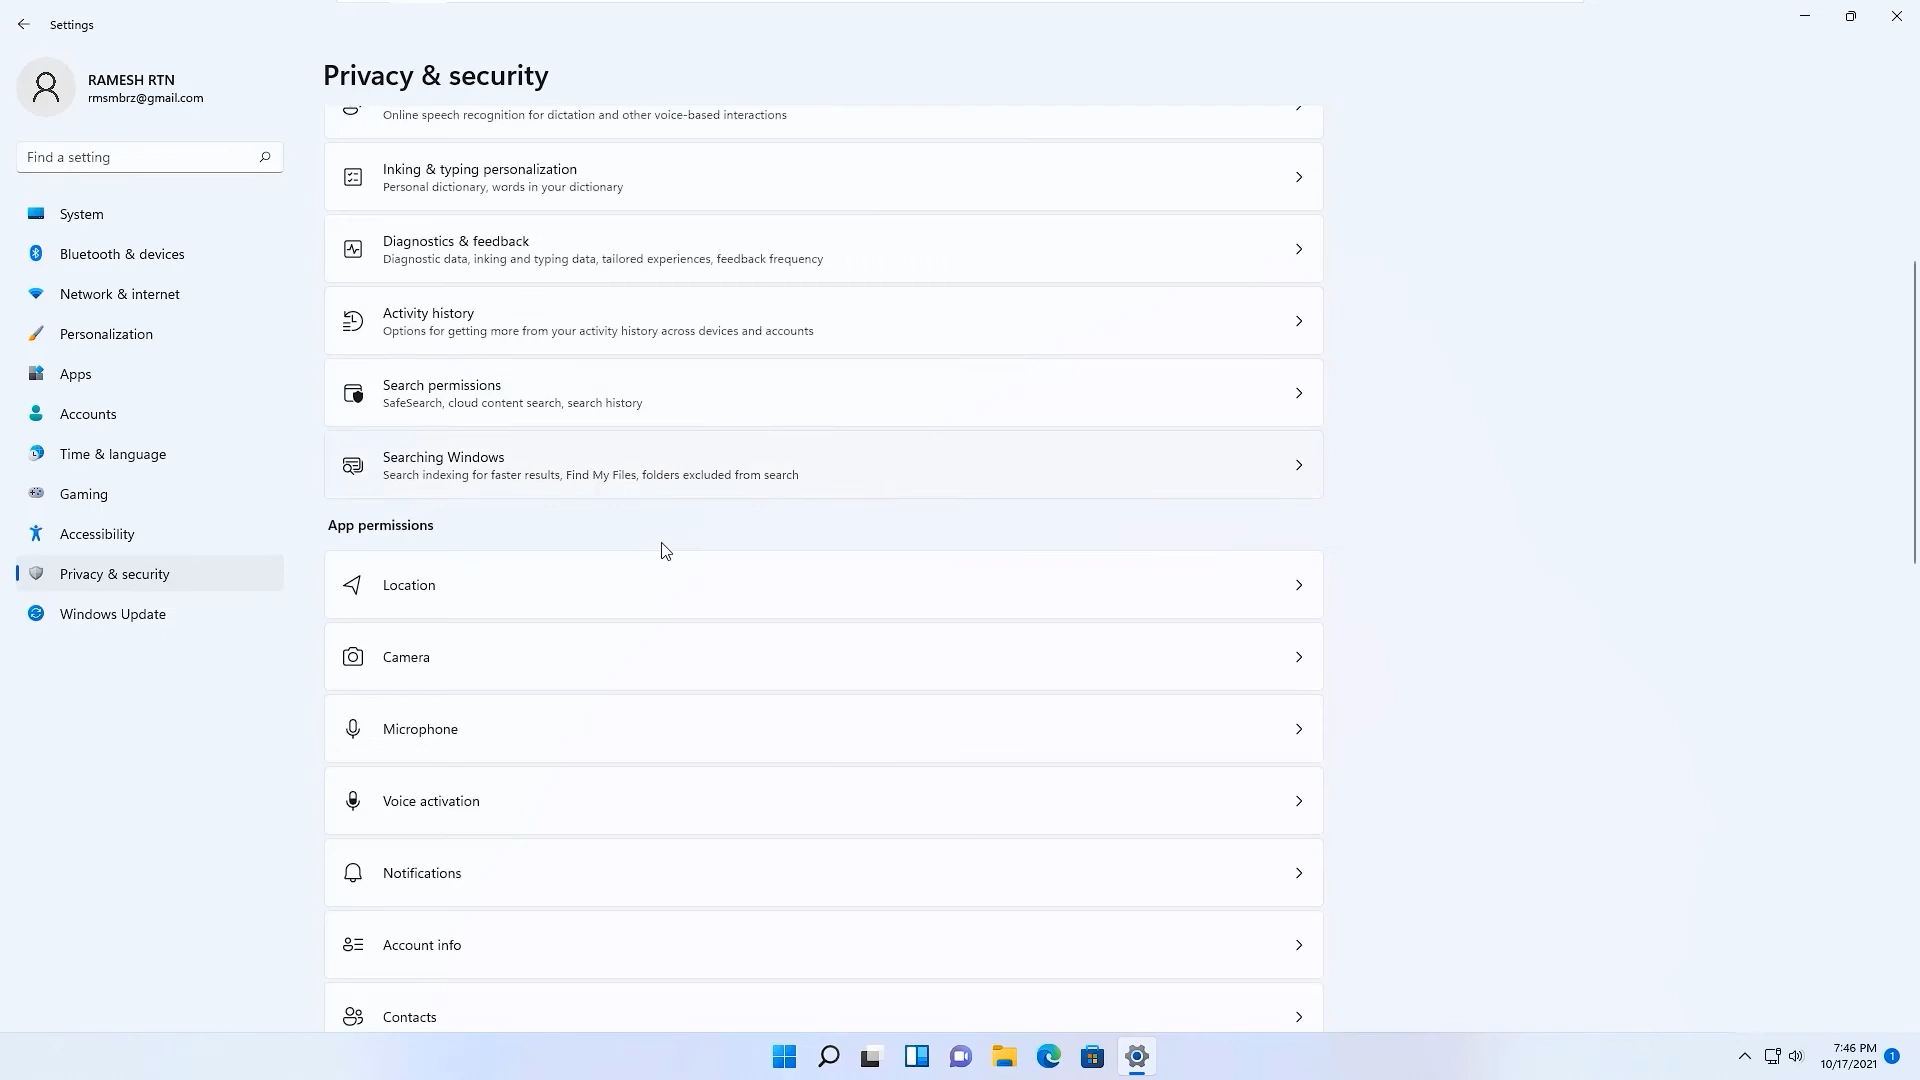 Settings
RAMESH RTN
rmsmbrz@gmail.com
Find a setting
System
Bluetooth & devices
Network & internet
Personalization
Apps
Accounts
Time & language
Gaming
Accessibility
Privacy & security
Windows Update
Privacy & security
Online speech recognition for dictation and other voice-based interactions
Inking & typing personalization
Personal dictionary, words in your dictionary
Diagnostics & feedback
Diagnostic data, inking and typing data, tailored experiences, feedback frequency
Activity history
Options for getting more from your activity history across devices and accounts
Search permissions
SafeSearch, cloud content search, search history
Searching Windows
Search indexing for faster results, Find My Files, folders excluded from search
App permissions
Location
Camera
Microphone
Voice activation
Notifications
Account info
Contacts
7:46 PM
10/17/2021
1